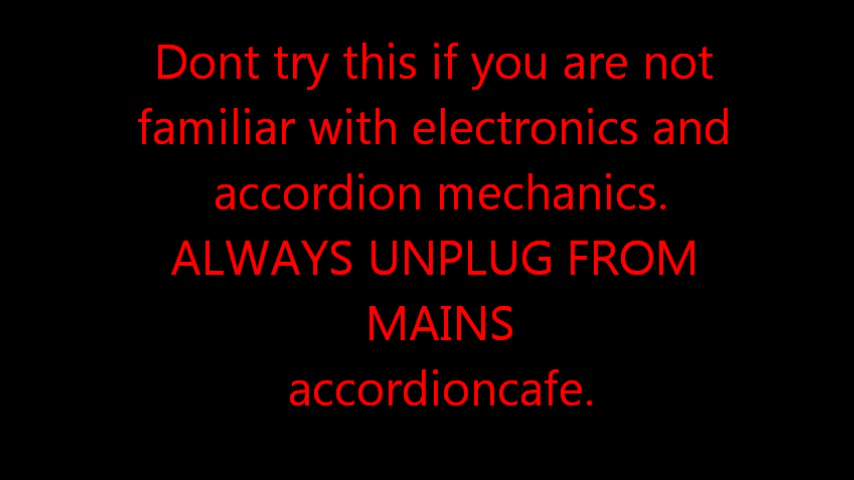 Dont try this if you are not
familiar with electronics and
accordion mechanics.
ALWAYS UNPLUG FROM
MAINS
accordioncafe.